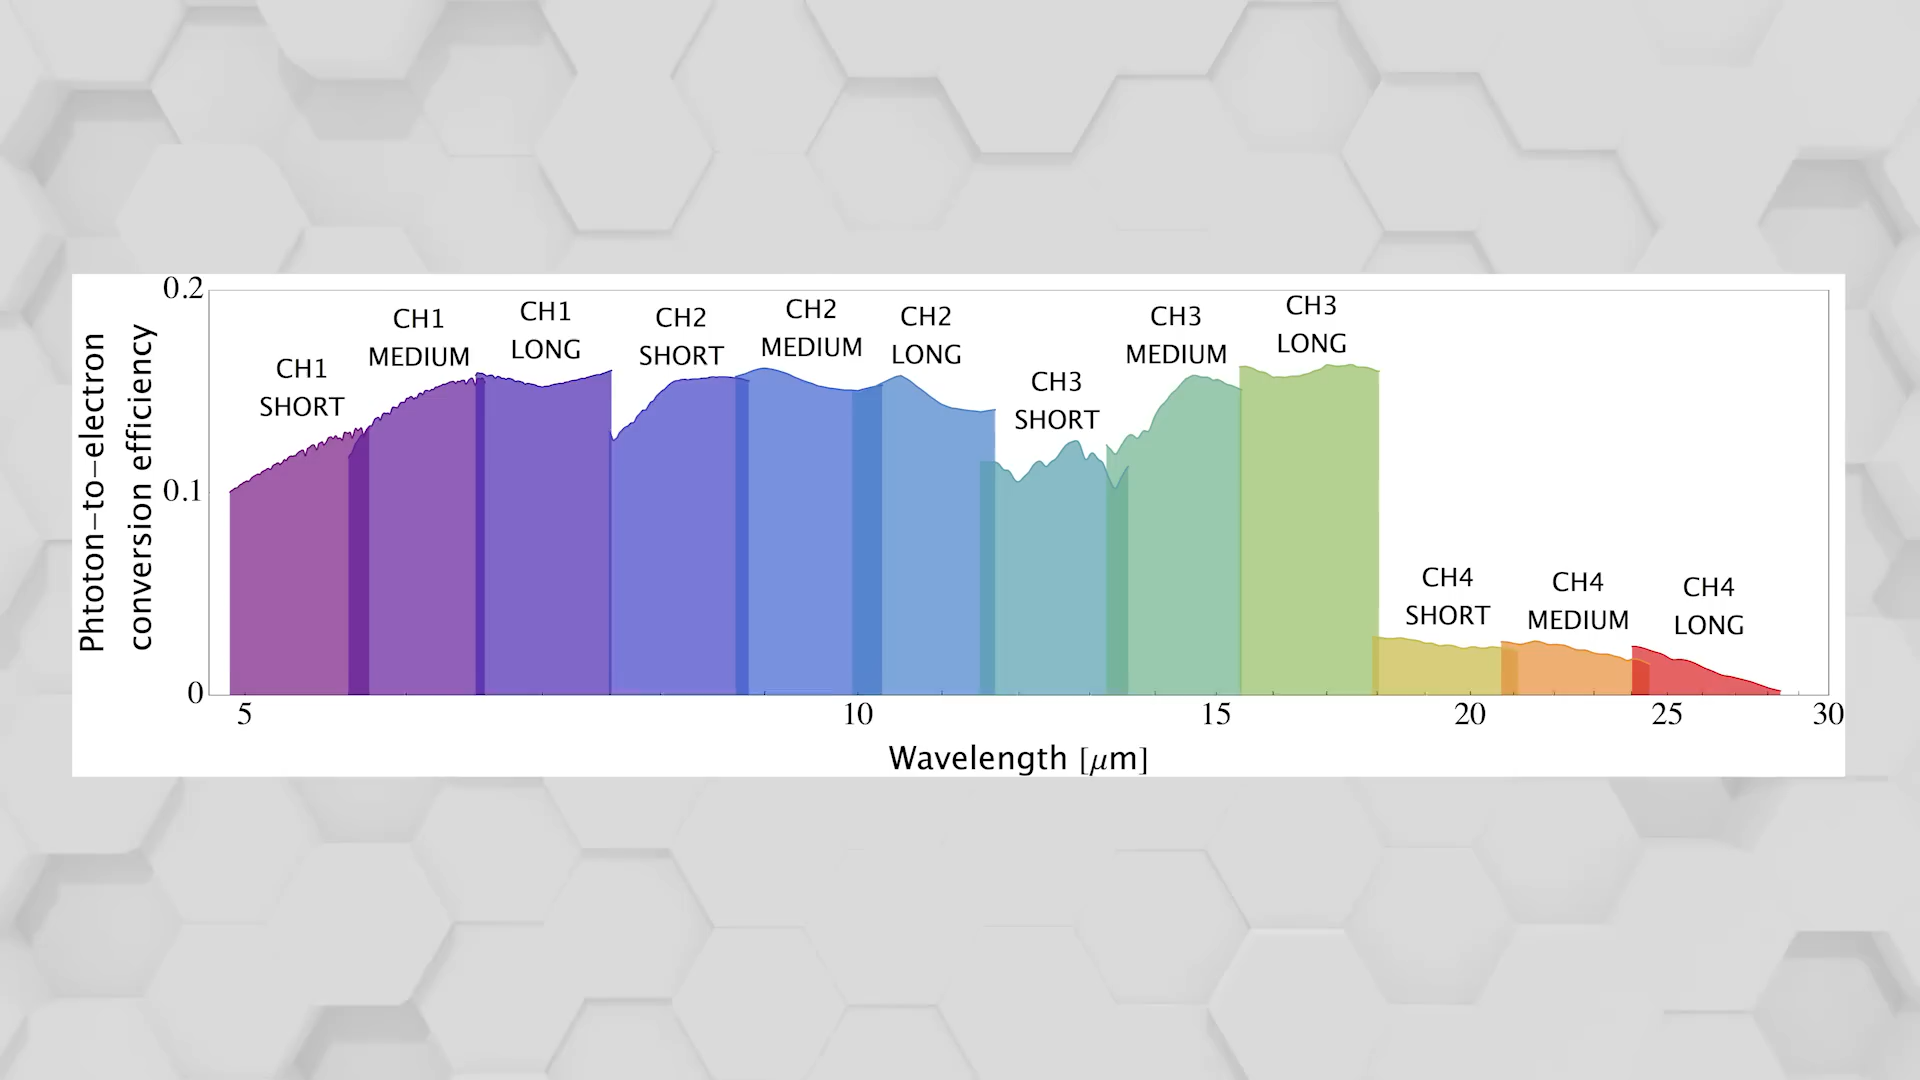 Phtoton-to-electron
conversion efficiency
0.2
0.1
0
CH1
SHORT
CH1
MEDIUM
CH1
LONG
CH2
SHORT
CH2
MEDIUM
CH2
LONG
CH3
SHORT
CH3
MEDIUM
CH3
LONG
CH4
SHORT
CH4
MEDIUM
CH4
LONG
5
10
15
20
25
30
Wavelength [μm]